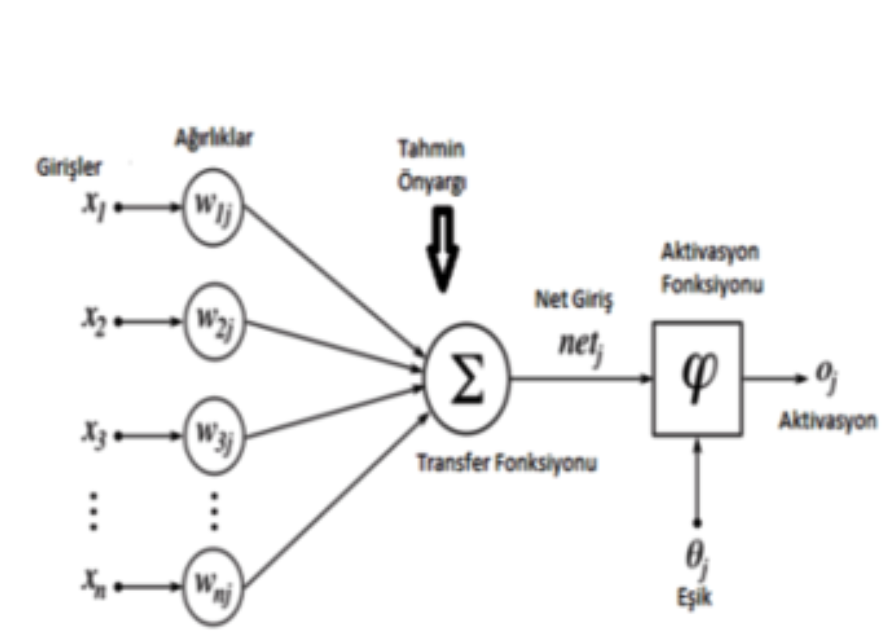 Ağırlıklar
Girişler
x₁
w₁ⱼ
Tahmin
Önyargı
x₂
w₂ⱼ
Aktivasyon
Fonksiyonu
Net Giriş
netⱼ
Σ
φ
oⱼ
Aktivasyon
x₃
w₃ⱼ
Transfer Fonksiyonu
xₙ
wₙⱼ
θⱼ
Eşik